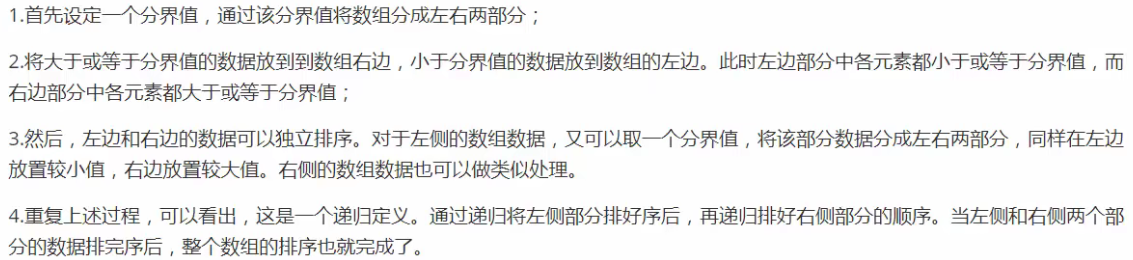 1.首先设定一个分界值，通过该分界值将数组分成左右两部分；
2.将大于或等于分界值的数据放到到数组右边，小于分界值的数据放到数组的左边。此时左边部分中各元素都小于或等于分界值，而
右边部分中各元素都大于或等于分界值；
3.然后，左边和右边的数据可以独立排序。对于左侧的数组数据，又可以取一个分界值，将该部分数据分成左右两部分，同样在左边
放置较小值，右边放置较大值。右侧的数组数据也可以做类似处理。
4.重复上述过程，可以看出，这是一个递归定义。通过递归将左侧部分排好序后，再递归排好右侧部分的顺序。当左侧和右侧两个部
分的数据排完序后，整个数组的排序也就完成了。